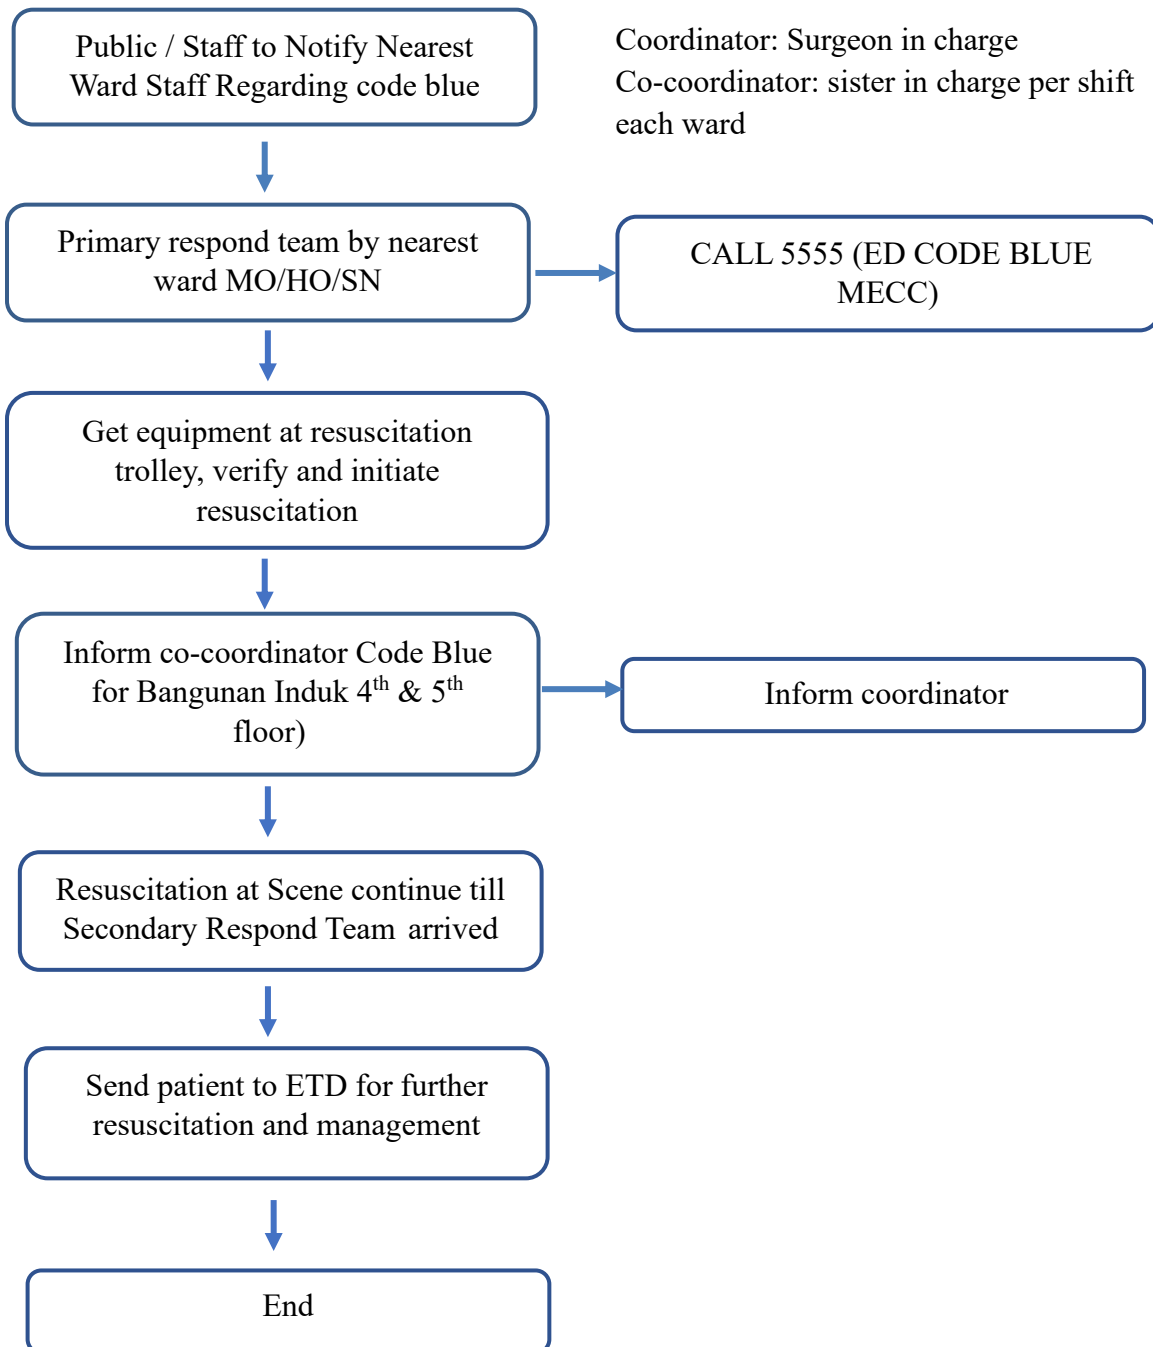 Public / Staff to Notify Nearest
Ward Staff Regarding code blue
Coordinator: Surgeon in charge
Co-coordinator: sister in charge per shift
each ward
Primary respond team by nearest
ward MO/HO/SN
CALL 5555 (ED CODE BLUE
MECC)
Get equipment at resuscitation
trolley, verify and initiate
resuscitation
Inform co-coordinator Code Blue
for Bangunan Induk 4th & 5th
floor)
Inform coordinator
Resuscitation at Scene continue till
Secondary Respond Team arrived
Send patient to ETD for further
resuscitation and management
End